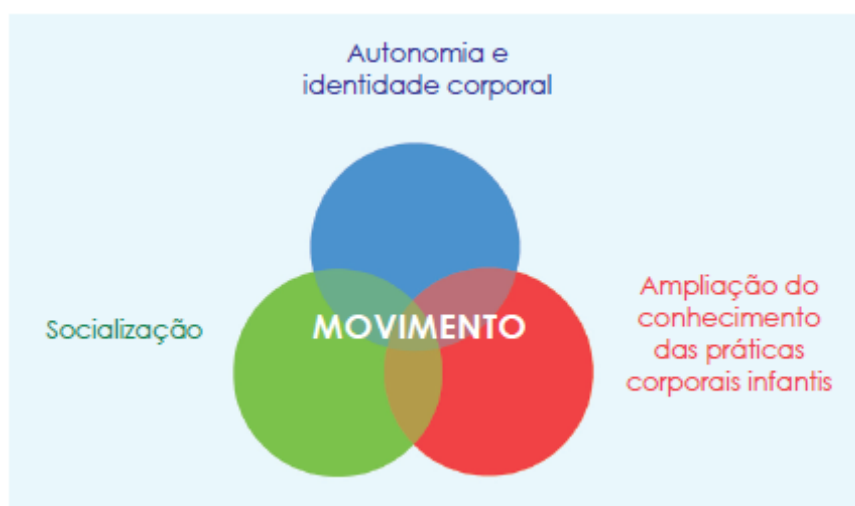 Autonomia e
identidade corporal
Socialização
MOVIMENTO
Ampliação do
conhecimento
das práticas
corporais infantis